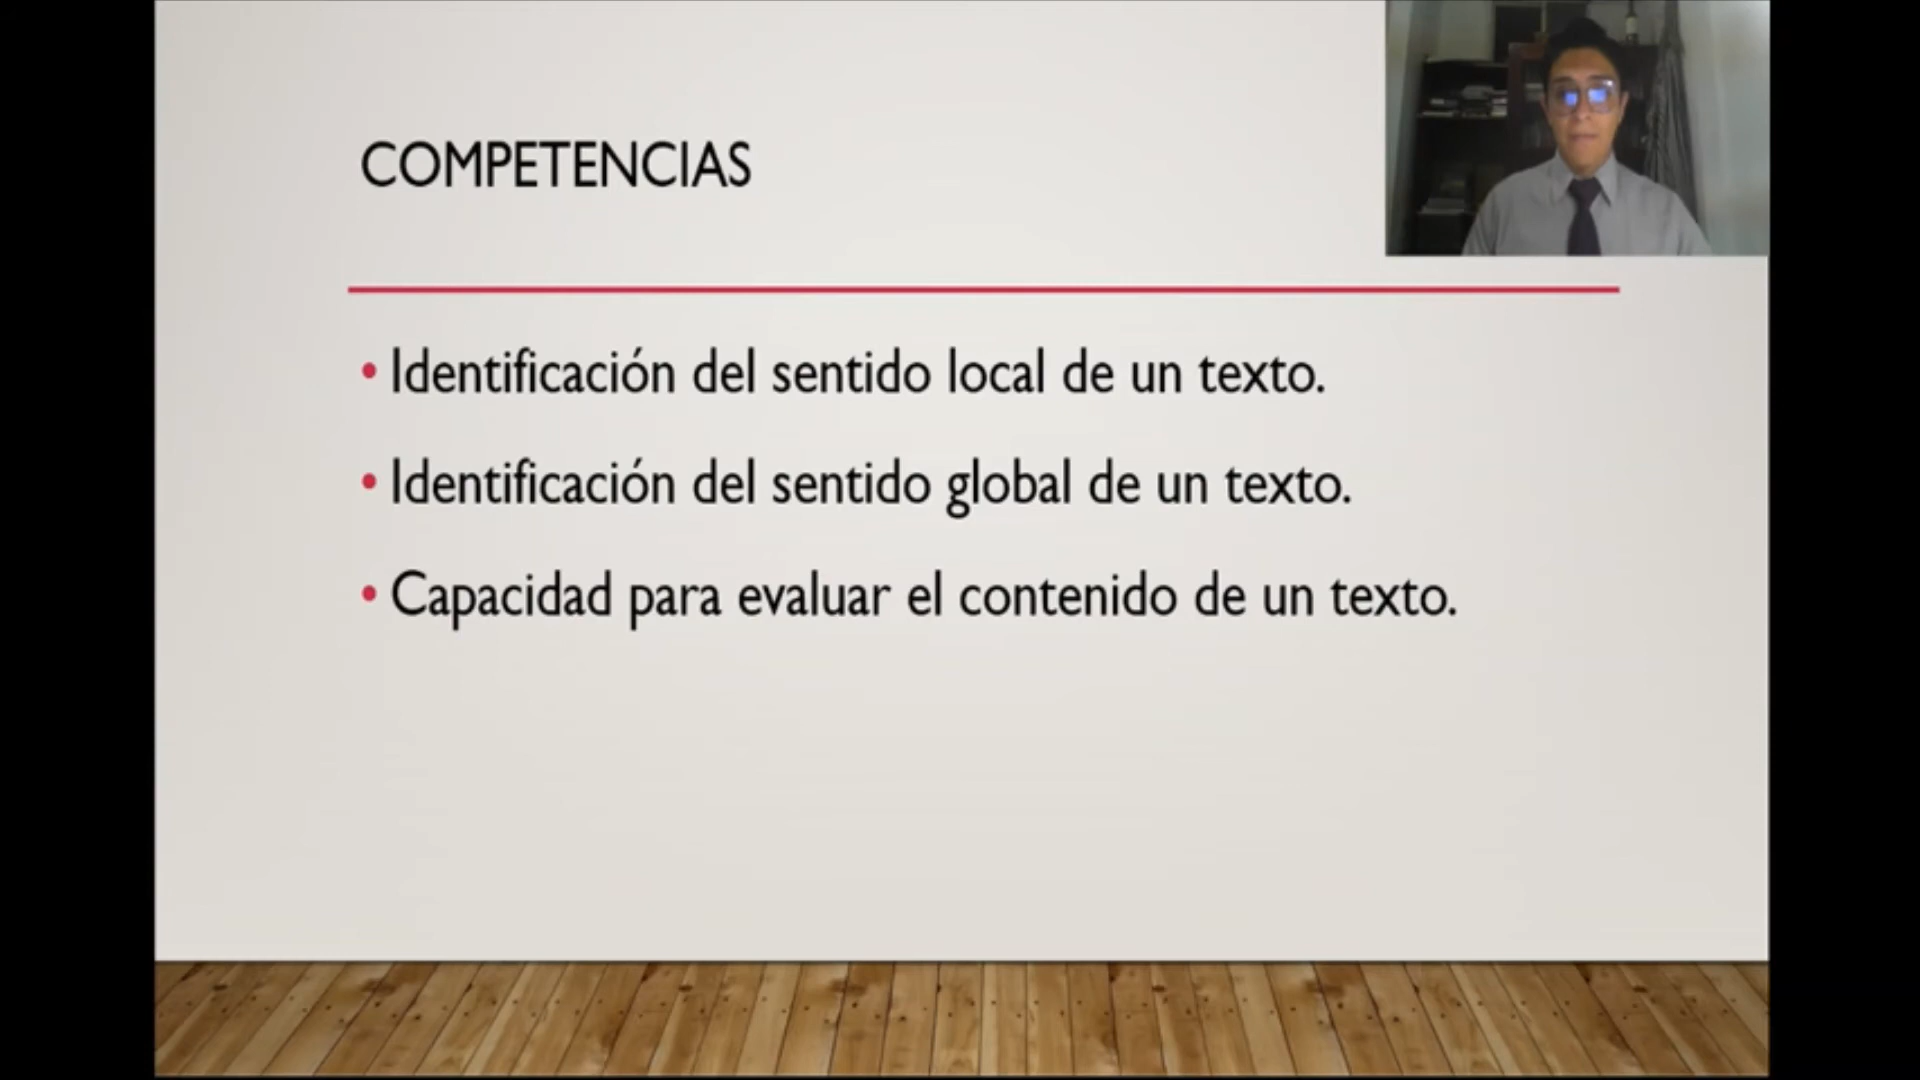 COMPETENCIAS
• Identificación del sentido local de un texto.
• Identificación del sentido global de un texto.
• Capacidad para evaluar el contenido de un texto.